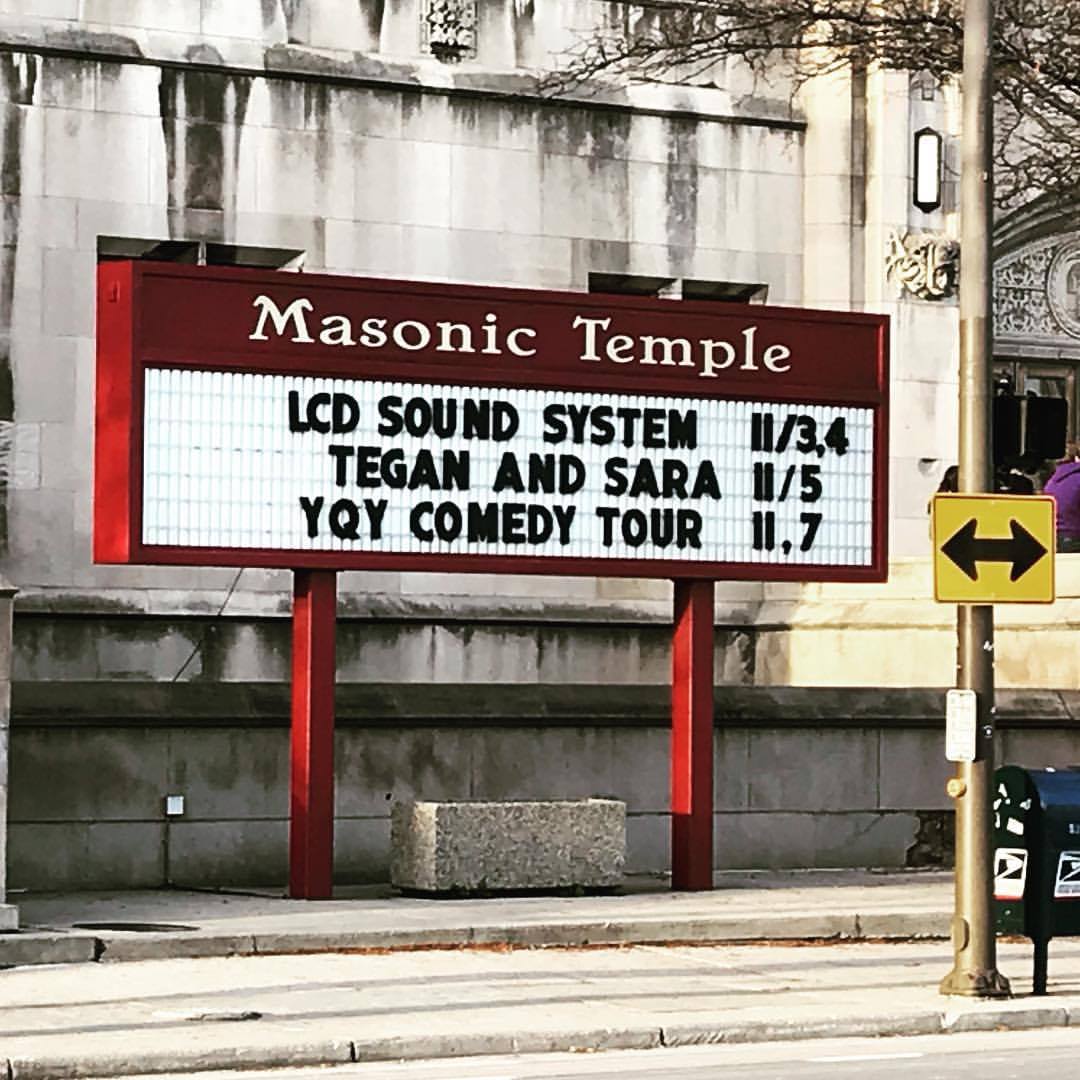 Masonic Temple
LCD SOUND SYSTEM 11/3,4
TEGAN AND SARA 11/5
YQY COMEDY TOUR 11,7